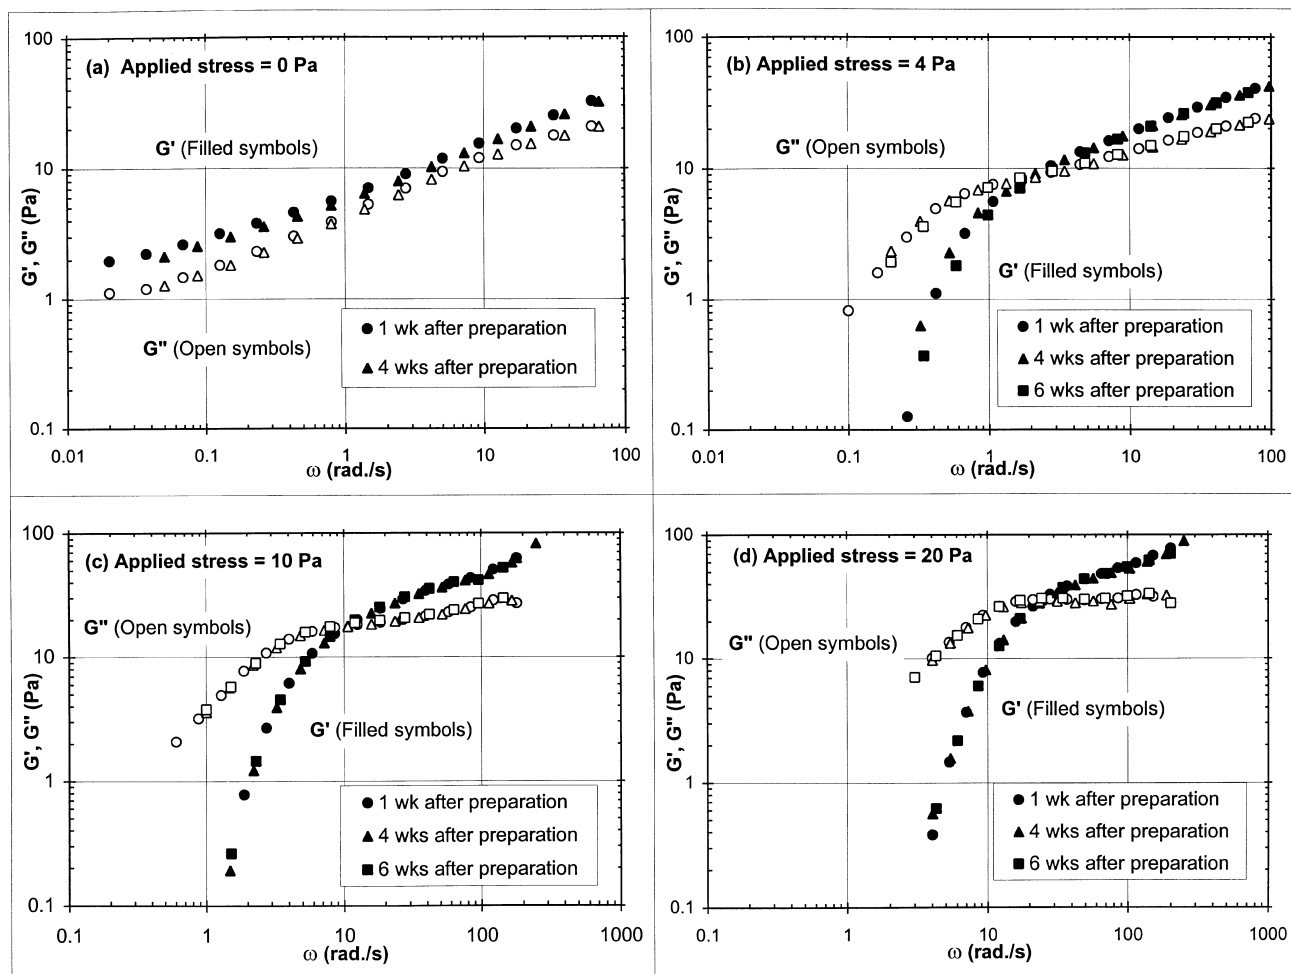 (a) Applied stress = 0 Pa
100
10
1
0.1
G', G" (Pa)
G' (Filled symbols)
G" (Open symbols)
1 wk after preparation
4 wks after preparation
0.01 0.1 1 10 100
ω (rad./s)
(b) Applied stress = 4 Pa
100
10
1
0.1
G', G" (Pa)
G" (Open symbols)
G' (Filled symbols)
1 wk after preparation
4 wks after preparation
6 wks after preparation
0.01 0.1 1 10 100
ω (rad./s)
(c) Applied stress = 10 Pa
100
10
1
0.1
G', G" (Pa)
G" (Open symbols)
G' (Filled symbols)
1 wk after preparation
4 wks after preparation
6 wks after preparation
0.1 1 10 100 1000
ω (rad./s)
(d) Applied stress = 20 Pa
100
10
1
0.1
G', G" (Pa)
G" (Open symbols)
G' (Filled symbols)
1 wk after preparation
4 wks after preparation
6 wks after preparation
0.1 1 10 100 1000
ω (rad./s)